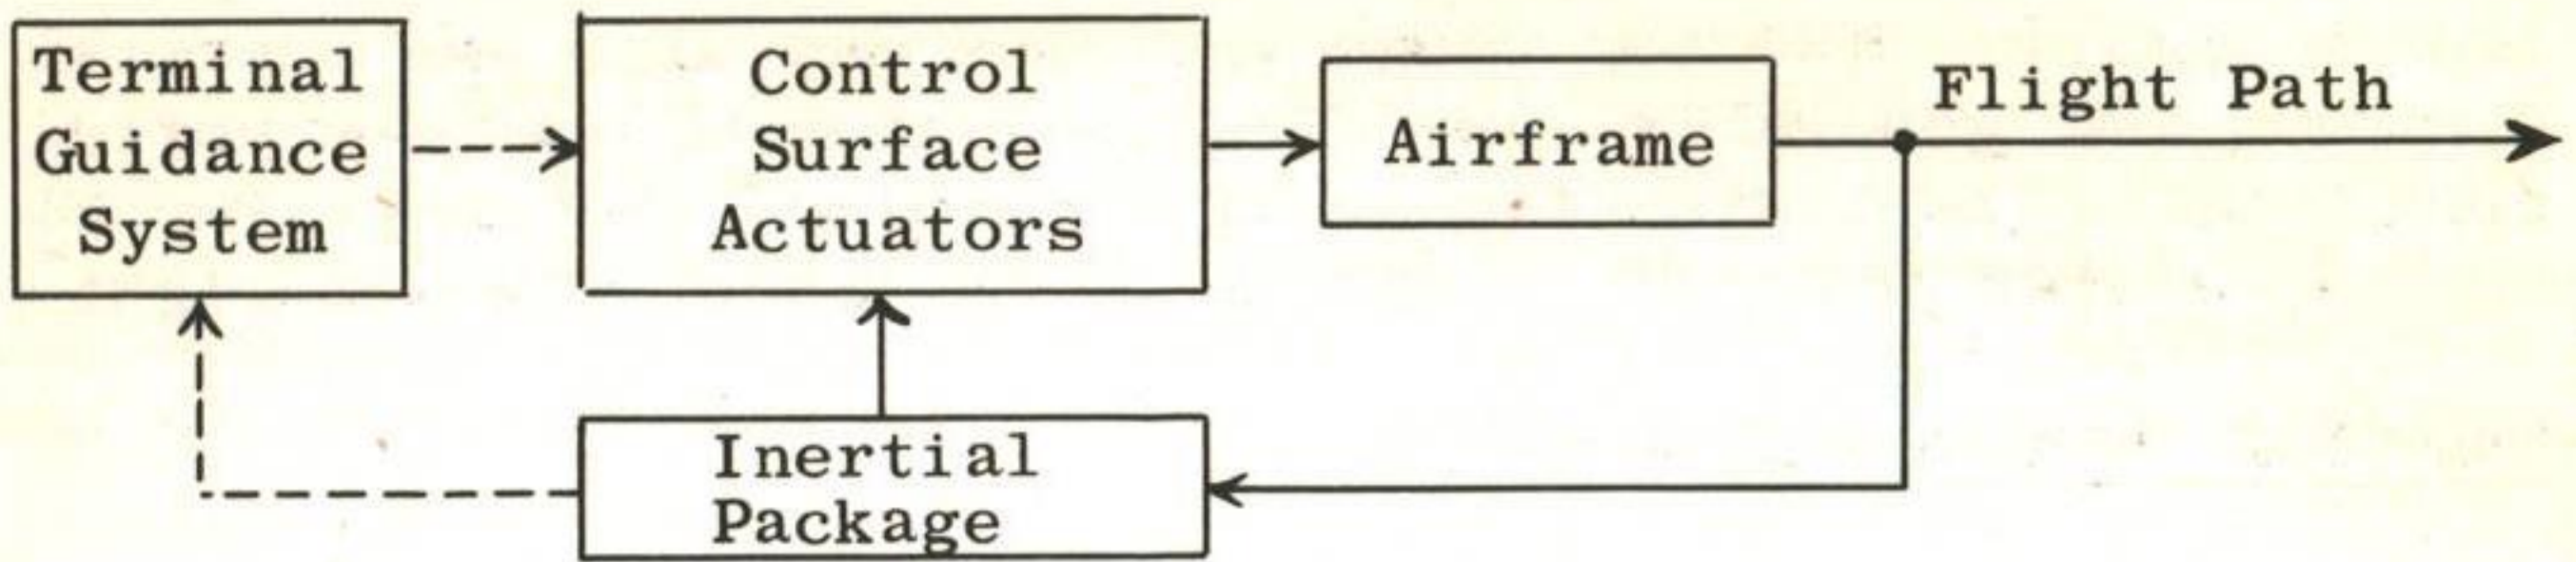 Terminal
Guidance
System
Control
Surface
Actuators
Airframe
Flight Path
Inertial
Package